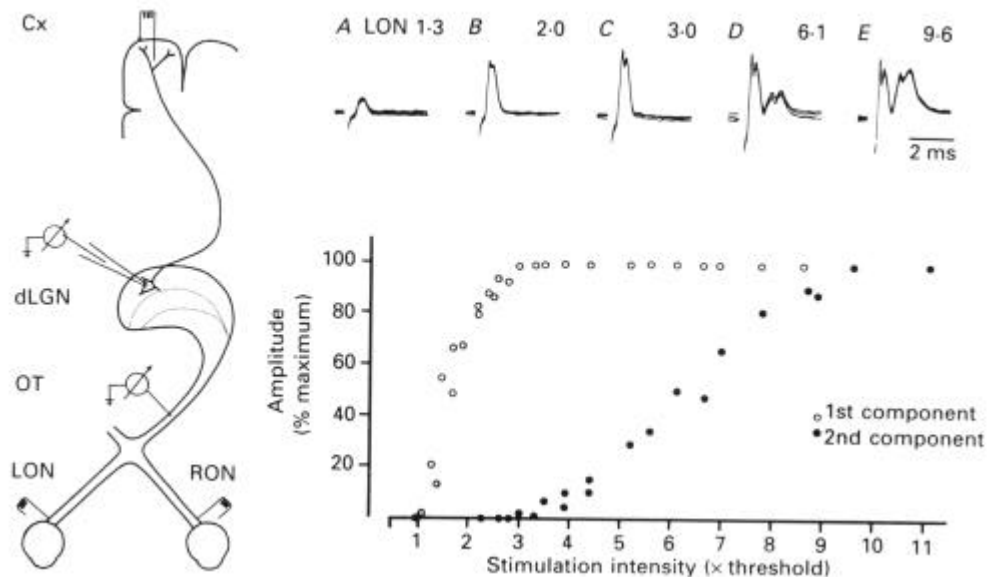 Cx
A LON 1·3 B 2·0 C 3·0 D 6·1 E 9·6
2 ms
dLGN
OT
LON RON
Amplitude
(% maximum)
100
80
60
40
20
1st component
2nd component
1 2 3 4 5 6 7 8 9 10 11
Stimulation intensity (× threshold)